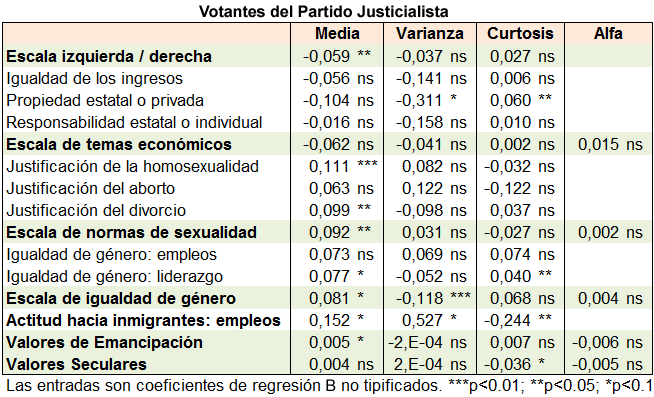 Votantes del Partido Justicialista
Media Varianza Curtosis Alfa
Escala izquierda / derecha -0,059 ** -0,037 ns 0,027 ns
Igualdad de los ingresos -0,056 ns -0,141 ns 0,006 ns
Propiedad estatal o privada -0,104 ns -0,311 * 0,060 **
Responsabilidad estatal o individual -0,016 ns -0,158 ns 0,010 ns
Escala de temas económicos -0,062 ns -0,041 ns 0,002 ns 0,015 ns
Justificación de la homosexualidad 0,111 *** 0,082 ns -0,032 ns
Justificación del aborto 0,063 ns 0,122 ns -0,122 ns
Justificación del divorcio 0,099 ** -0,098 ns 0,037 ns
Escala de normas de sexualidad 0,092 ** 0,031 ns -0,027 ns 0,002 ns
Igualdad de género: empleos 0,073 ns 0,069 ns 0,074 ns
Igualdad de género: liderazgo 0,077 * -0,052 ns 0,040 **
Escala de igualdad de género 0,081 * -0,118 *** 0,068 ns 0,004 ns
Actitud hacia inmigrantes: empleos 0,152 * 0,527 * -0,244 **
Valores de Emancipación 0,005 * -2,E-04 ns 0,007 ns -0,006 ns
Valores Seculares 0,004 ns 2,E-04 ns -0,036 * -0,005 ns
Las entradas son coeficientes de regresión B no tipificados. ***p<0.01; **p<0.05; *p<0.1